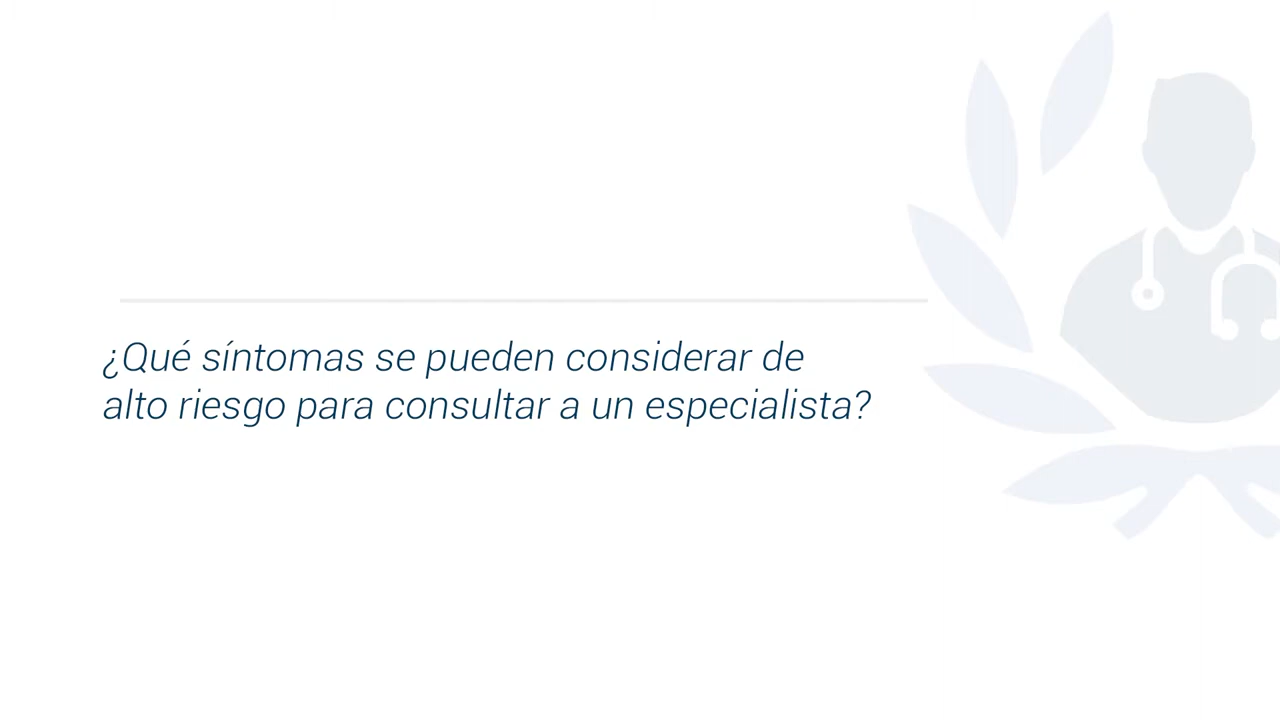 ¿Qué síntomas se pueden considerar de
alto riesgo para consultar a un especialista?